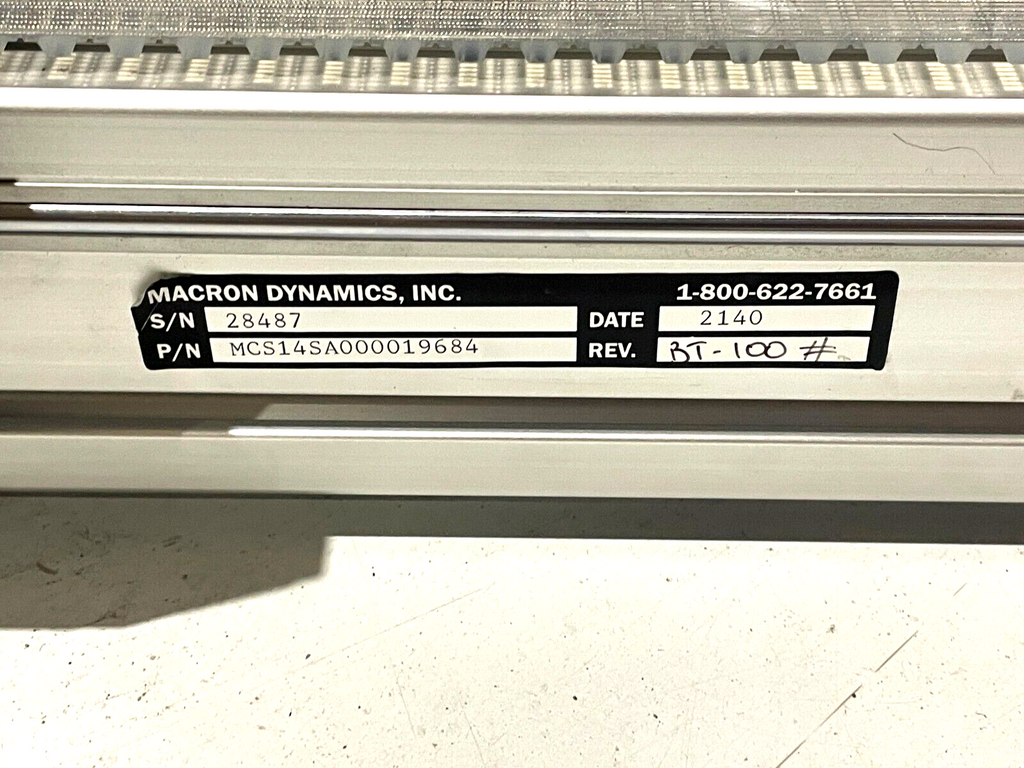 MACRON DYNAMICS, INC. 1-800-622-7661
S/N 28487 DATE 2140
P/N MCS14SA000019684 REV. BT-100 #